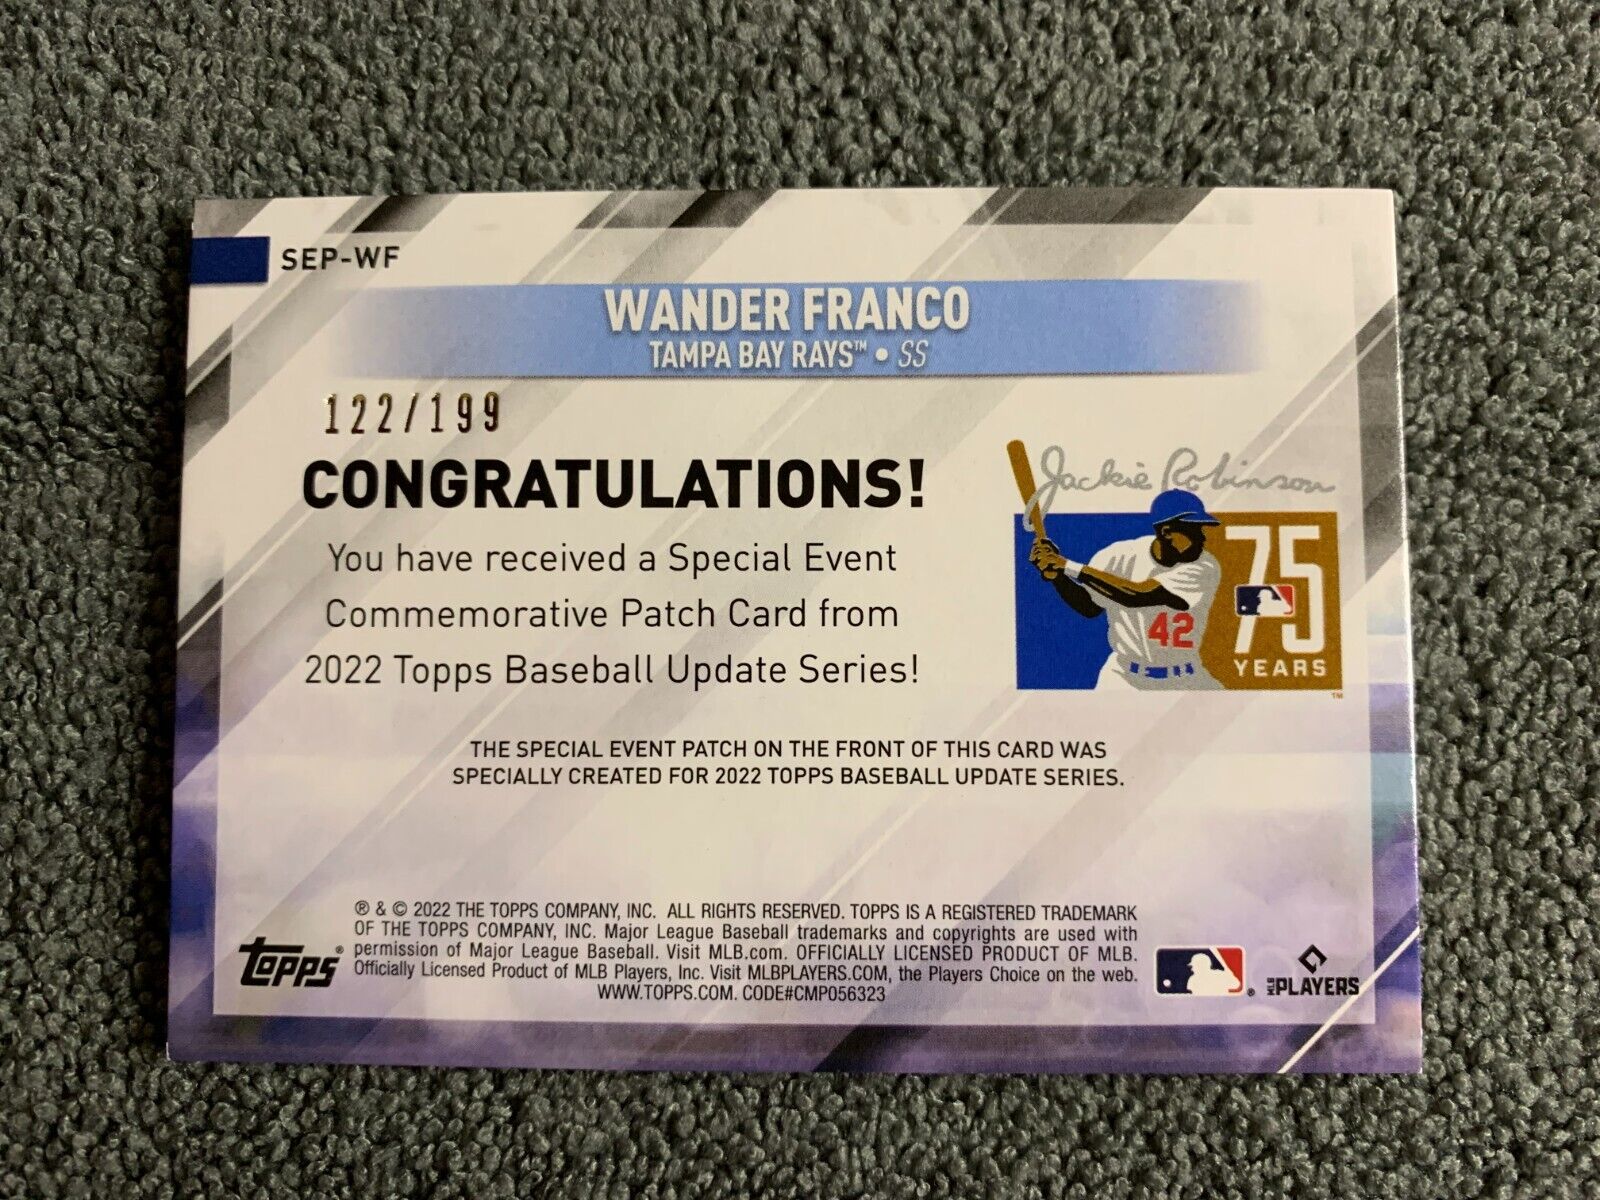 SEP-WF
WANDER FRANCO
TAMPA BAY RAYS™ • SS
122/199
CONGRATULATIONS!
You have received a Special Event
Commemorative Patch Card from
2022 Topps Baseball Update Series!
Jackie Robinson
75
42
YEARS
TM
THE SPECIAL EVENT PATCH ON THE FRONT OF THIS CARD WAS
SPECIALLY CREATED FOR 2022 TOPPS BASEBALL UPDATE SERIES.
® & © 2022 THE TOPPS COMPANY, INC. ALL RIGHTS RESERVED. TOPPS IS A REGISTERED TRADEMARK
OF THE TOPPS COMPANY, INC. Major League Baseball trademarks and copyrights are used with
permission of Major League Baseball. Visit MLB.com. OFFICIALLY LICENSED PRODUCT OF MLB.
Officially Licensed Product of MLB Players, Inc. Visit MLBPLAYERS.COM, the Players Choice on the web.
WWW.TOPPS.COM. CODE#CMP056323
topps®
®
MLB PLAYERS